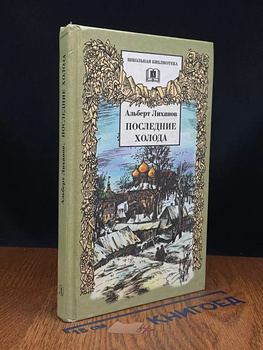 ШКОЛЬНАЯ БИБЛИОТЕКА
Альберт Лиханов
ПОСЛЕДНИЕ
ХОЛОДА
Альберт Лиханов. ПОСЛЕДНИЕ ХОЛОДА
КНИГОЕД